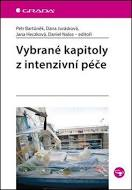 GRADA
Petr Bartůněk, Dana Jurásková,
Jana Heczková, Daniel Nalos – editoři
Vybrané kapitoly
z intenzivní péče